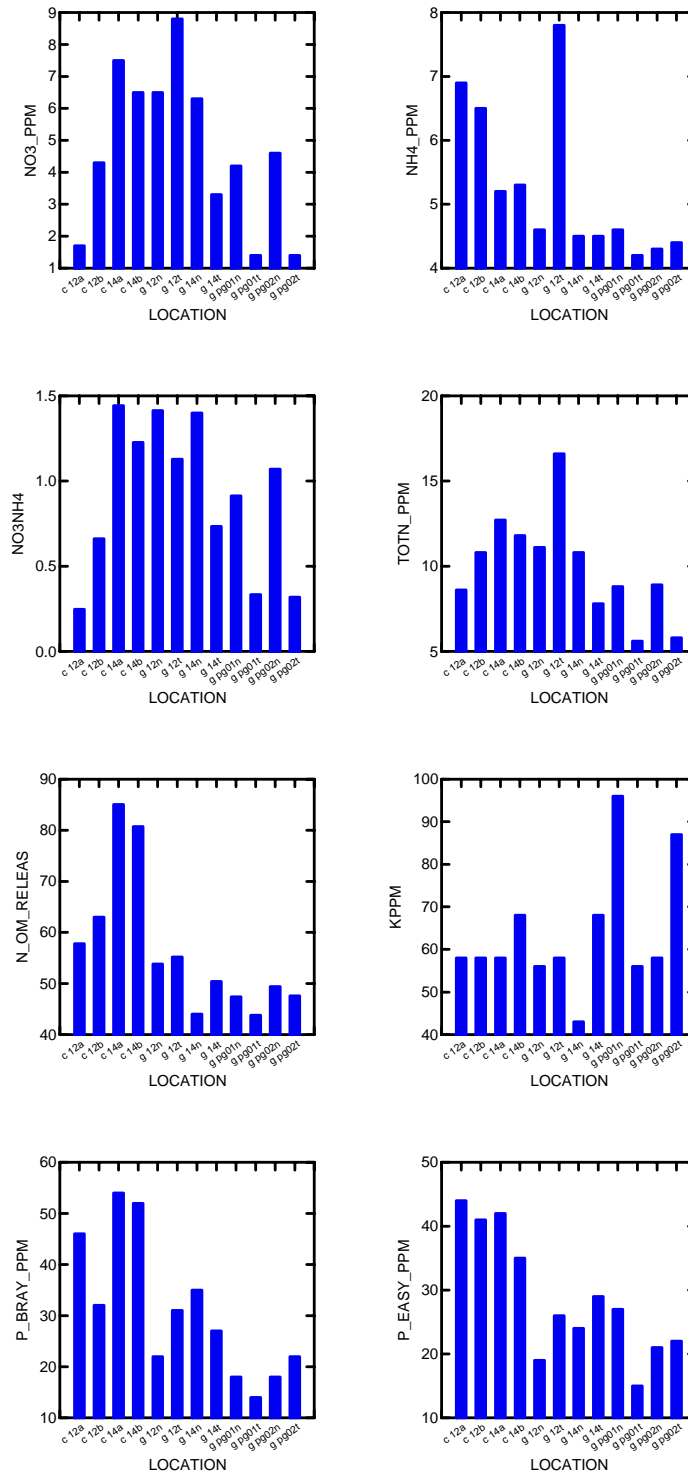 9
8
7
6
5
4
3
2
1
NO3_PPM
c 12a
c 12b
c 14a
c 14b
g 12n
g 12t
g 14n
g 14t
g pg01n
g pg01t
g pg02n
g pg02t
LOCATION
8
7
6
5
4
NH4_PPM
c 12a
c 12b
c 14a
c 14b
g 12n
g 12t
g 14n
g 14t
g pg01n
g pg01t
g pg02n
g pg02t
LOCATION
1.5
1.0
0.5
0.0
NO3NH4
c 12a
c 12b
c 14a
c 14b
g 12n
g 12t
g 14n
g 14t
g pg01n
g pg01t
g pg02n
g pg02t
LOCATION
20
15
10
5
TOTN_PPM
c 12a
c 12b
c 14a
c 14b
g 12n
g 12t
g 14n
g 14t
g pg01n
g pg01t
g pg02n
g pg02t
LOCATION
90
80
70
60
50
40
N_OM_RELEAS
c 12a
c 12b
c 14a
c 14b
g 12n
g 12t
g 14n
g 14t
g pg01n
g pg01t
g pg02n
g pg02t
LOCATION
100
90
80
70
60
50
40
KPPM
c 12a
c 12b
c 14a
c 14b
g 12n
g 12t
g 14n
g 14t
g pg01n
g pg01t
g pg02n
g pg02t
LOCATION
60
50
40
30
20
10
P_BRAY_PPM
c 12a
c 12b
c 14a
c 14b
g 12n
g 12t
g 14n
g 14t
g pg01n
g pg01t
g pg02n
g pg02t
LOCATION
50
40
30
20
10
P_EASY_PPM
c 12a
c 12b
c 14a
c 14b
g 12n
g 12t
g 14n
g 14t
g pg01n
g pg01t
g pg02n
g pg02t
LOCATION